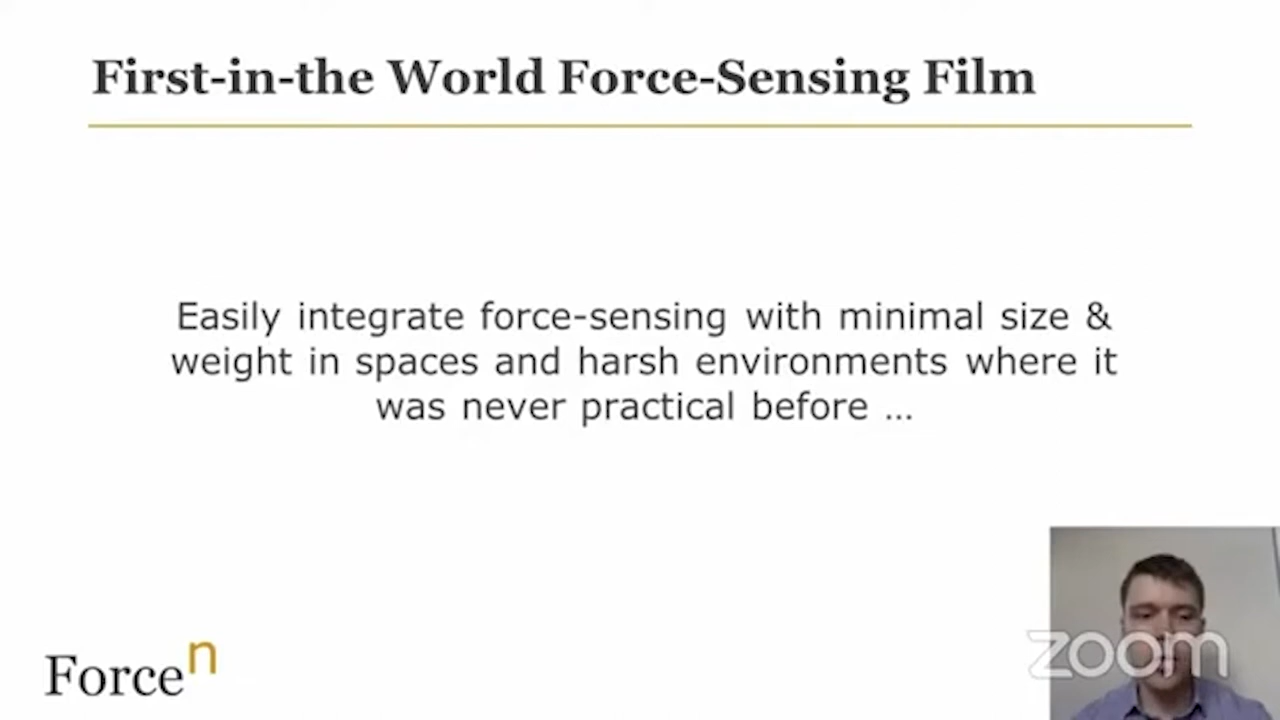 First-in-the World Force-Sensing Film
Easily integrate force-sensing with minimal size &
weight in spaces and harsh environments where it
was never practical before …
Forceⁿ
zoom